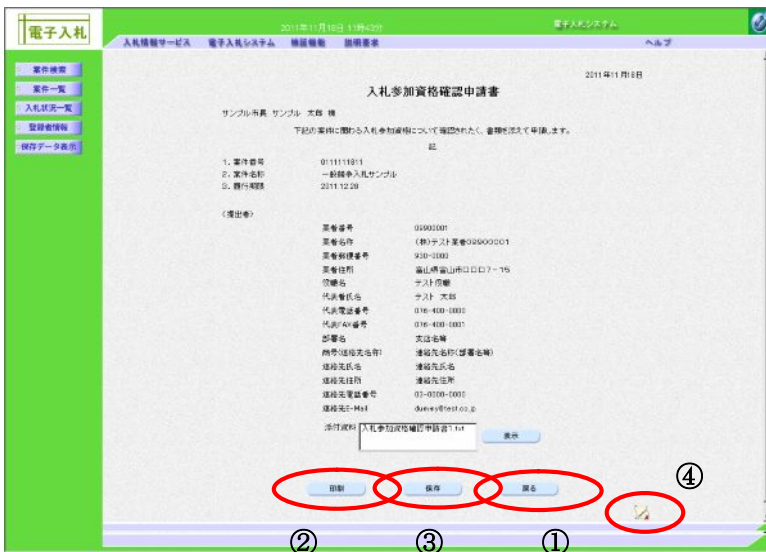 電子入札
2011年11月18日 11時43分
電子入札システム
入札情報サービス 電子入札システム 検証機能 説明要求 ヘルプ
案件検索
案件一覧
入札状況一覧
登録者情報
保存データ表示
2011年11月18日
入札参加資格確認申請書
サンプル市長 サンプル 太郎 様
下記の案件に関わる入札参加資格について確認されたく、書類を添えて申請します。
記
1. 案件番号 0111111811
2. 案件名称 一般競争入札サンプル
3. 履行期限 2011.12.28
(提出者)
業者番号 09900001
業者名称 (株)テスト業者09900001
業者郵便番号 930-0000
業者住所 富山県富山市口口口7-15
役職名 テスト役職
代表者氏名 テスト 太郎
代表電話番号 076-400-0000
代表FAX番号 076-400-0001
部署名 支店名等
商号(連絡先名称) 連絡先名称(部署名等)
連絡先氏名 連絡先氏名
連絡先住所 連絡先住所
連絡先電話番号 03-0000-0000
連絡先E-Mail dummy@test.co.jp
添付資料 入札参加資格確認申請書1.txt 表示
印刷 保存 戻る
④
② ③ ①